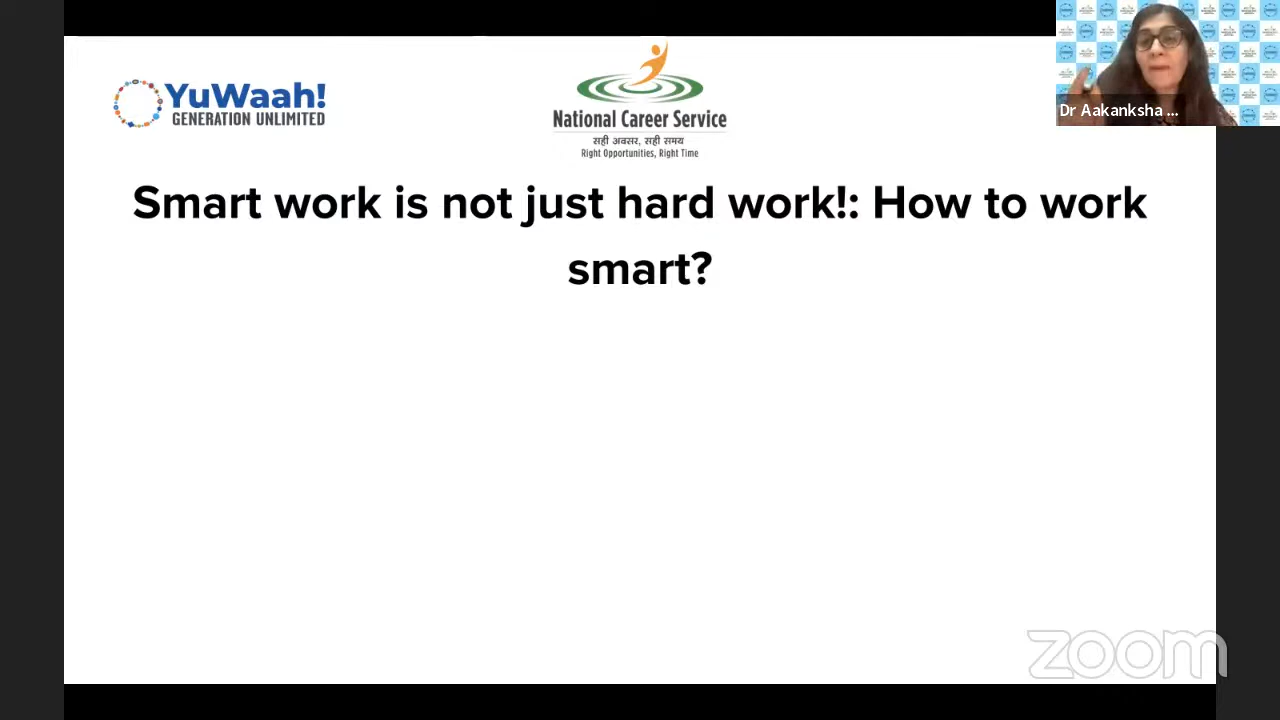 YuWaah!
GENERATION UNLIMITED
National Career Service
सही अवसर, सही समय
Right Opportunities, Right Time
Dr Aakanksha ...
Smart work is not just hard work!: How to work
smart?
zoom